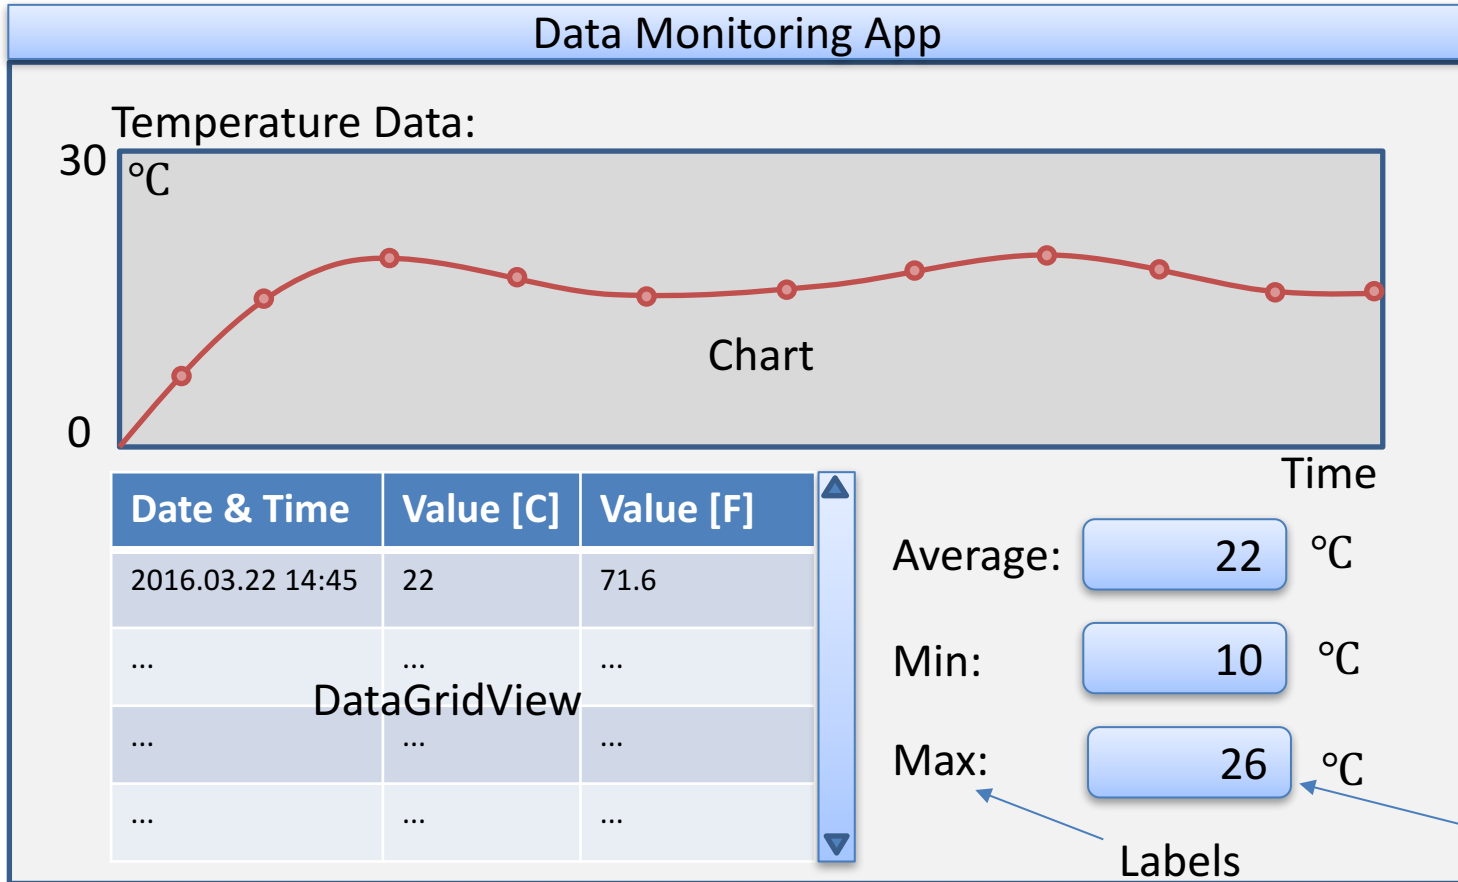 Data Monitoring App
Temperature Data:
30
℃
Chart
0
Time
Date & Time Value [C] Value [F]
2016.03.22 14:45 22 71.6
... ... ...
DataGridView
... ... ...
... ... ...
Average: 22 ℃
Min: 10 ℃
Max: 26 ℃
Labels